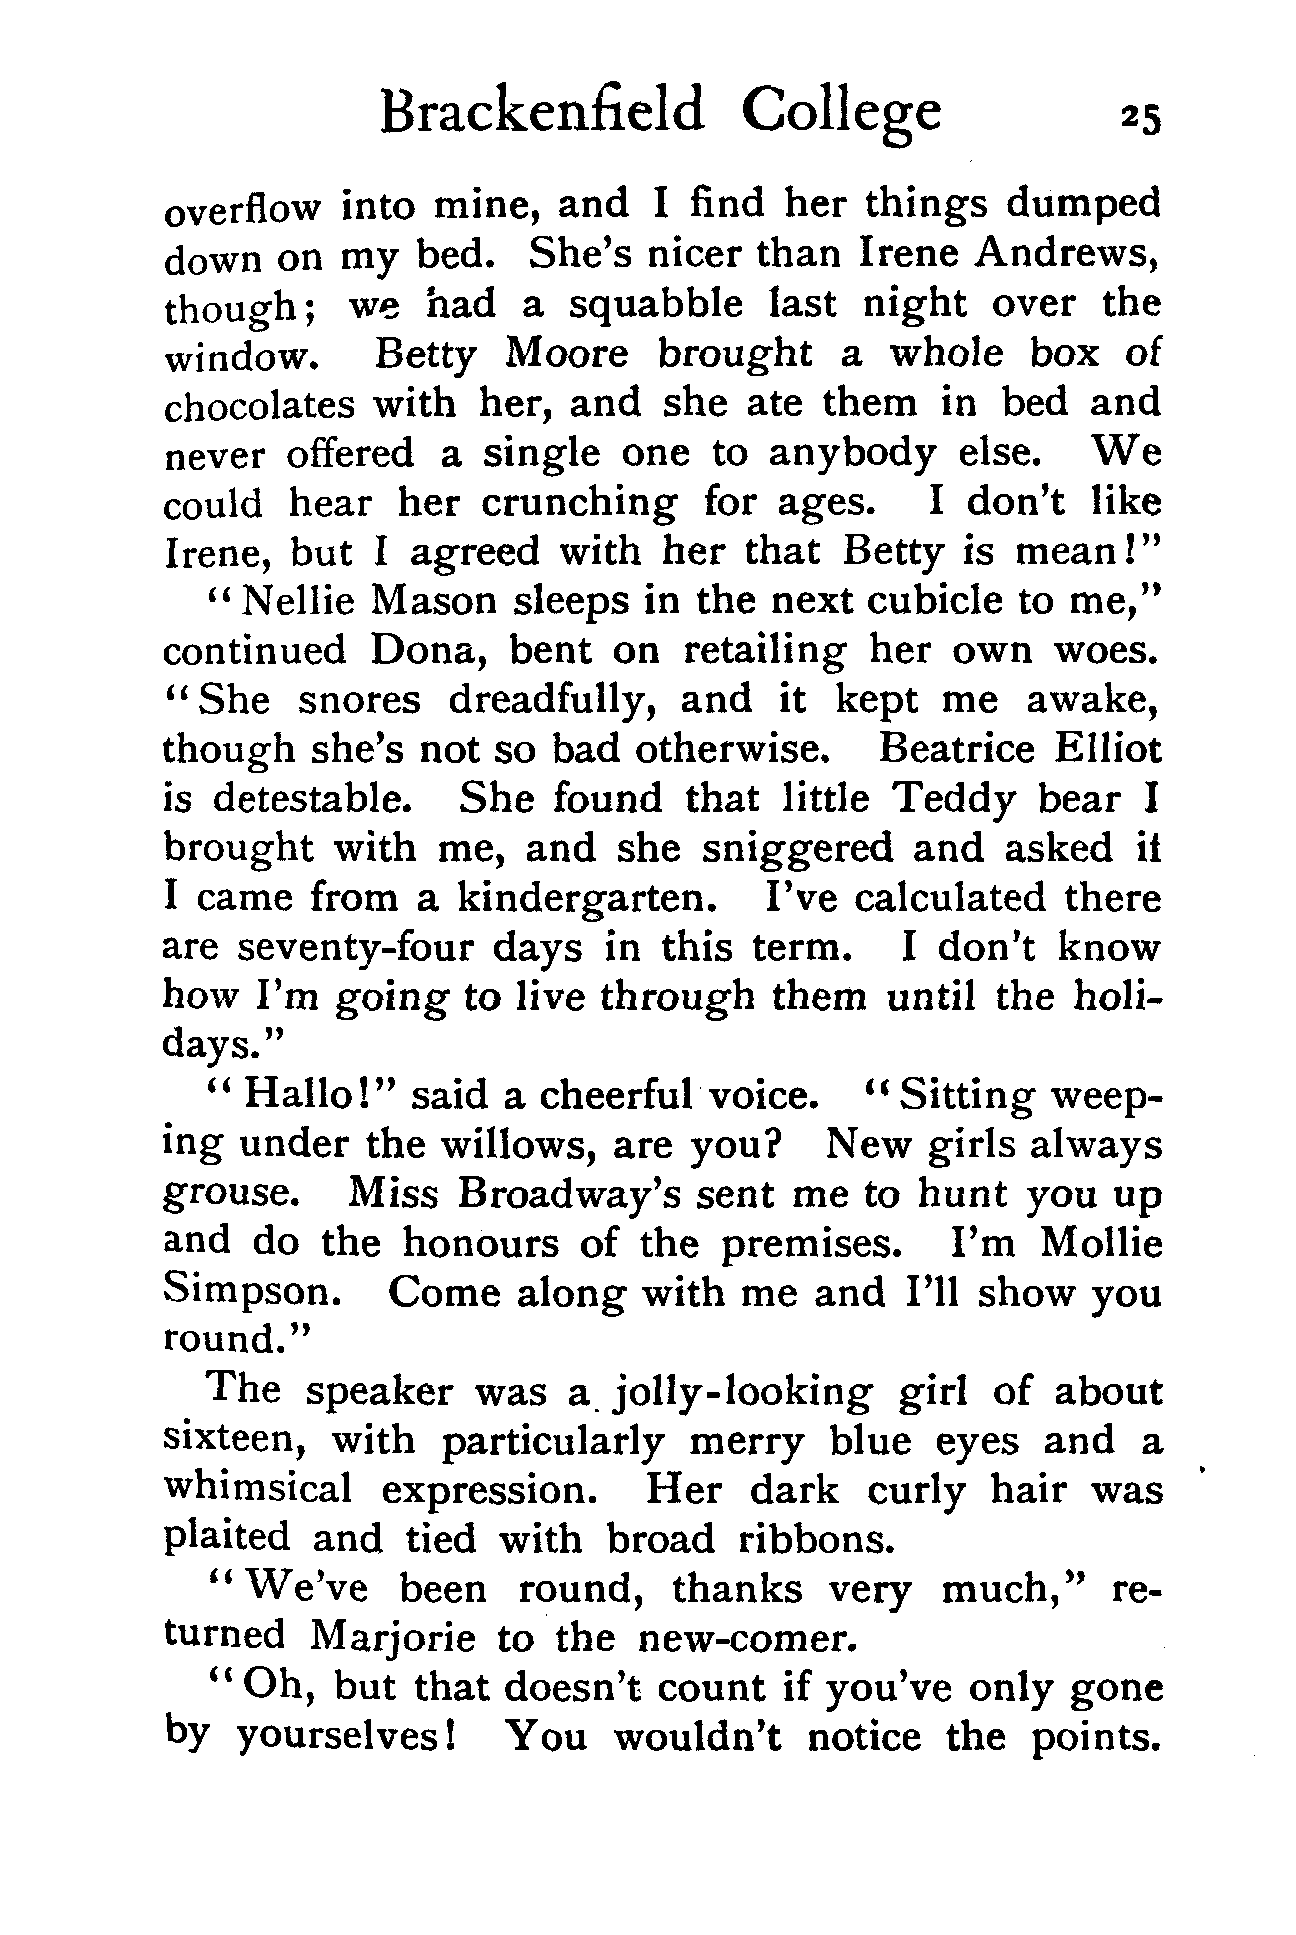 Brackenfield College 25
overflow into mine, and I find her things dumped
down on my bed. She's nicer than Irene Andrews,
though; we had a squabble last night over the
window. Betty Moore brought a whole box of
chocolates with her, and she ate them in bed and
never offered a single one to anybody else. We
could hear her crunching for ages. I don't like
Irene, but I agreed with her that Betty is mean!"
"Nellie Mason sleeps in the next cubicle to me,"
continued Dona, bent on retailing her own woes.
"She snores dreadfully, and it kept me awake,
though she's not so bad otherwise. Beatrice Elliot
is detestable. She found that little Teddy bear I
brought with me, and she sniggered and asked if
I came from a kindergarten. I've calculated there
are seventy-four days in this term. I don't know
how I'm going to live through them until the holi-
days."
"Hallo!" said a cheerful voice. "Sitting weep-
ing under the willows, are you? New girls always
grouse. Miss Broadway's sent me to hunt you up
and do the honours of the premises. I'm Mollie
Simpson. Come along with me and I'll show you
round."
The speaker was a jolly-looking girl of about
sixteen, with particularly merry blue eyes and a
whimsical expression. Her dark curly hair was
plaited and tied with broad ribbons.
"We've been round, thanks very much," re-
turned Marjorie to the new-comer.
"Oh, but that doesn't count if you've only gone
by yourselves! You wouldn't notice the points.